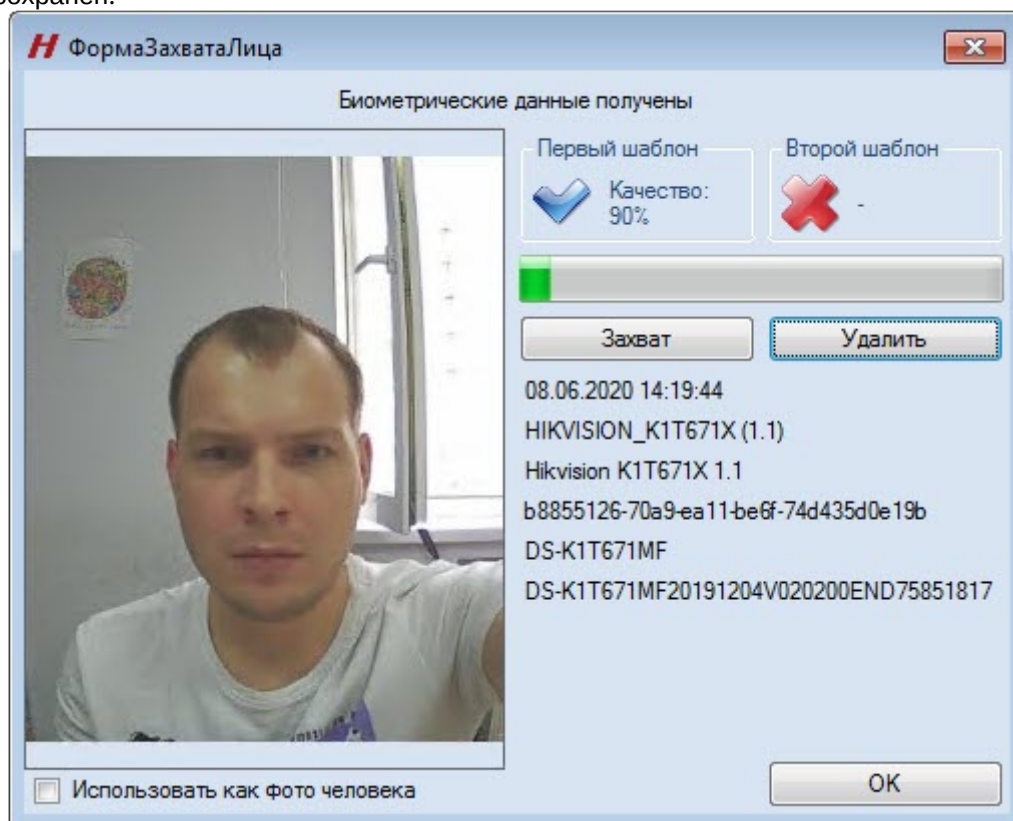 сохранен.
H ФормаЗахватаЛица
Биометрические данные получены
Первый шаблон
Второй шаблон
Качество:
90%
-
Захват
Удалить
08.06.2020 14:19:44
HIKVISION_K1T671X (1.1)
Hikvision K1T671X 1.1
b8855126-70a9-ea11-be6f-74d435d0e19b
DS-K1T671MF
DS-K1T671MF20191204V020200END75851817
Использовать как фото человека
OK